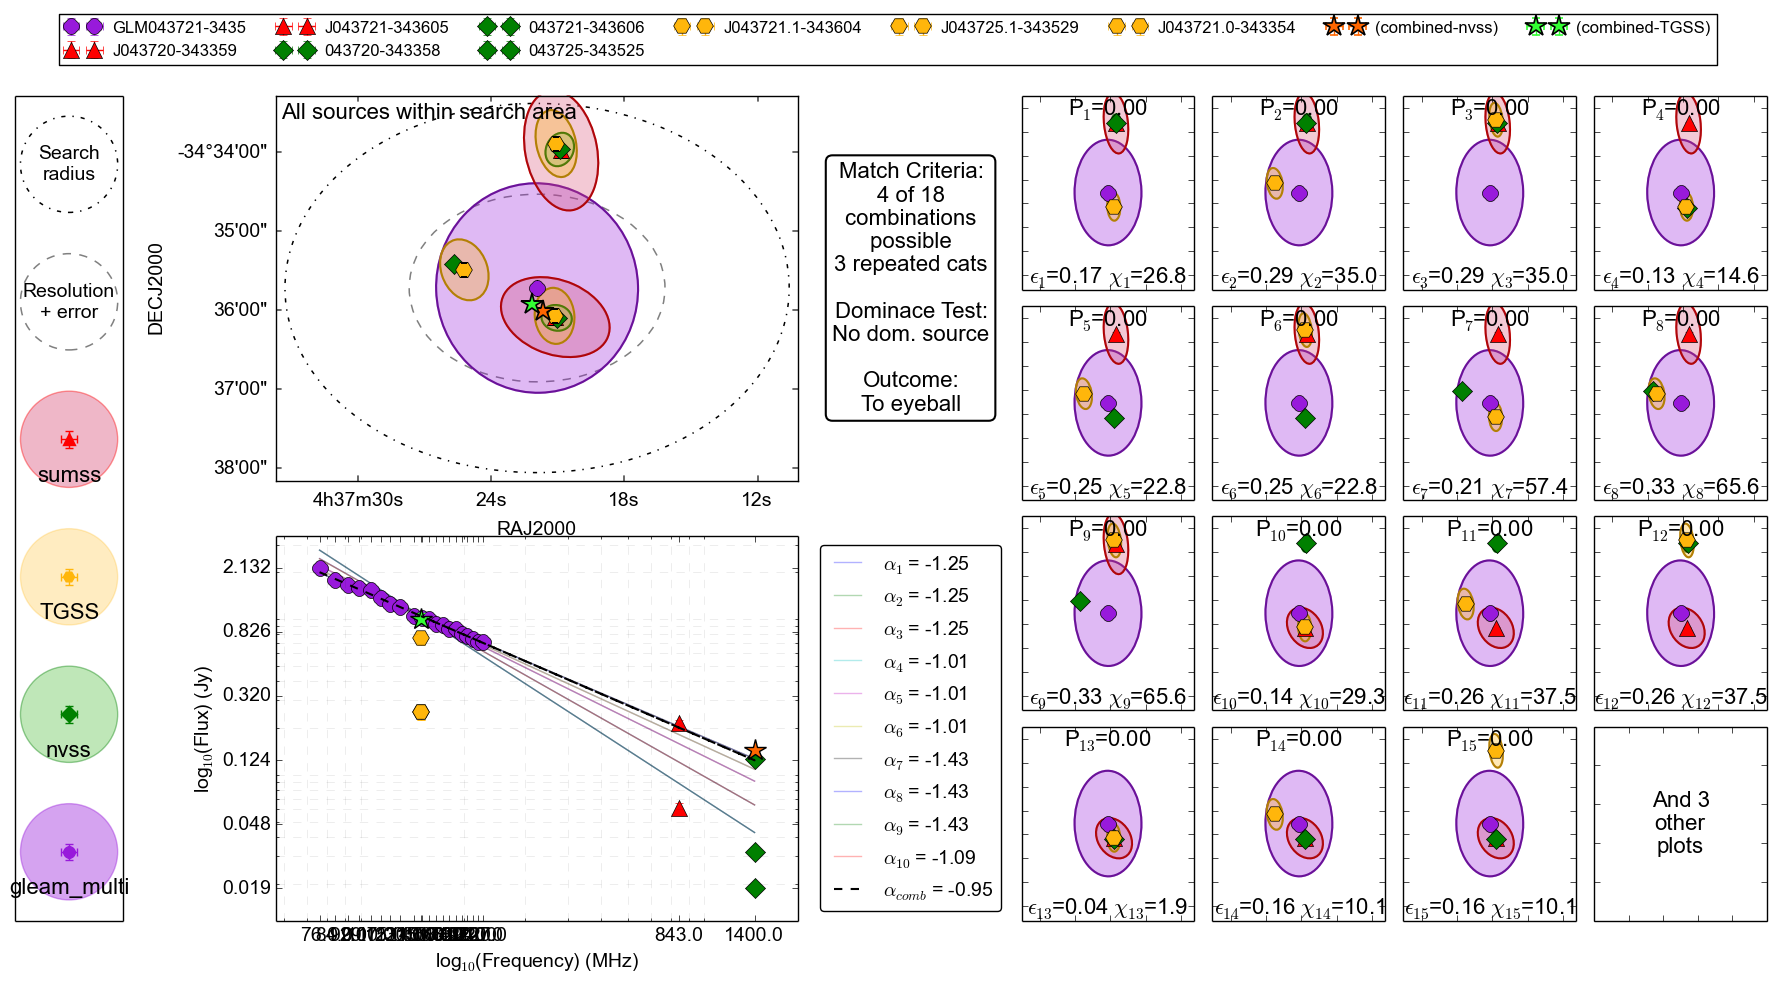 GLM043721-3435 J043721-343605 043721-343606 J043721.1-343604 J043725.1-343529 J043721.0-343354 (combined-nvss) (combined-TGSS)
J043720-343359 043720-343358 043725-343525
Search
radius
Resolution
+ error
sumss
TGSS
nvss
gleam_multi
All sources within search area
DECJ2000
-34°34'00"
35'00"
36'00"
37'00"
38'00"
4h37m30s 24s 18s 12s
RAJ2000
Match Criteria:
4 of 18
combinations
possible
3 repeated cats
Dominace Test:
No dom. source
Outcome:
To eyeball
log10(Flux) (Jy)
2.132
0.826
0.320
0.124
0.048
0.019
843.0 1400.0
log10(Frequency) (MHz)
α1 = -1.25
α2 = -1.25
α3 = -1.25
α4 = -1.01
α5 = -1.01
α6 = -1.01
α7 = -1.43
α8 = -1.43
α9 = -1.43
α10 = -1.09
αcomb = -0.95
P1=0.00 P2=0.00 P3=0.00 P4=0.00
ϵ1=0.17 χ1=26.8 ϵ2=0.29 χ2=35.0 ϵ3=0.29 χ3=35.0 ϵ4=0.13 χ4=14.6
P5=0.00 P6=0.00 P7=0.00 P8=0.00
ϵ5=0.25 χ5=22.8 ϵ6=0.25 χ6=22.8 ϵ7=0.21 χ7=57.4 ϵ8=0.33 χ8=65.6
P9=0.00 P10=0.00 P11=0.00 P12=0.00
ϵ9=0.33 χ9=65.6 ϵ10=0.14 χ10=29.3 ϵ11=0.26 χ11=37.5 ϵ12=0.26 χ12=37.5
P13=0.00 P14=0.00 P15=0.00
ϵ13=0.04 χ13=1.9 ϵ14=0.16 χ14=10.1 ϵ15=0.16 χ15=10.1
And 3
other
plots